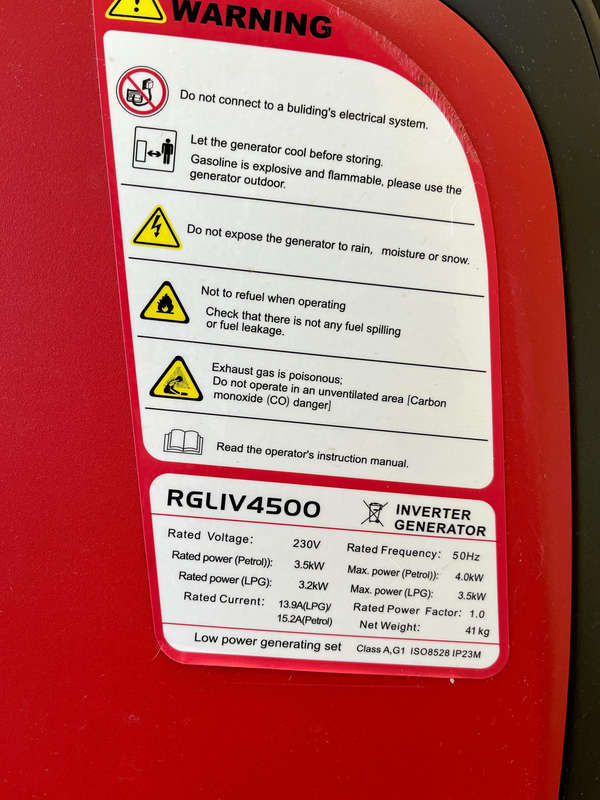 WARNING
Do not connect to a buliding's electrical system.
Let the generator cool before storing.
Gasoline is explosive and flammable, please use the
generator outdoor.
Do not expose the generator to rain, moisture or snow.
Not to refuel when operating
Check that there is not any fuel spilling
or fuel leakage.
Exhaust gas is poisonous;
Do not operate in an unventilated area [Carbon
monoxide (CO) danger]
Read the operator's instruction manual.
RGLIV4500
INVERTER
GENERATOR
Rated Voltage: 230V
Rated power (Petrol)): 3.5kW
Rated power (LPG): 3.2kW
Rated Current: 13.9A(LPG)/
15.2A(Petrol)
Rated Frequency: 50Hz
Max. power (Petrol)): 4.0kW
Max. power (LPG): 3.5kW
Rated Power Factor: 1.0
Net Weight: 41 kg
Low power generating set Class A,G1 ISO8528 IP23M